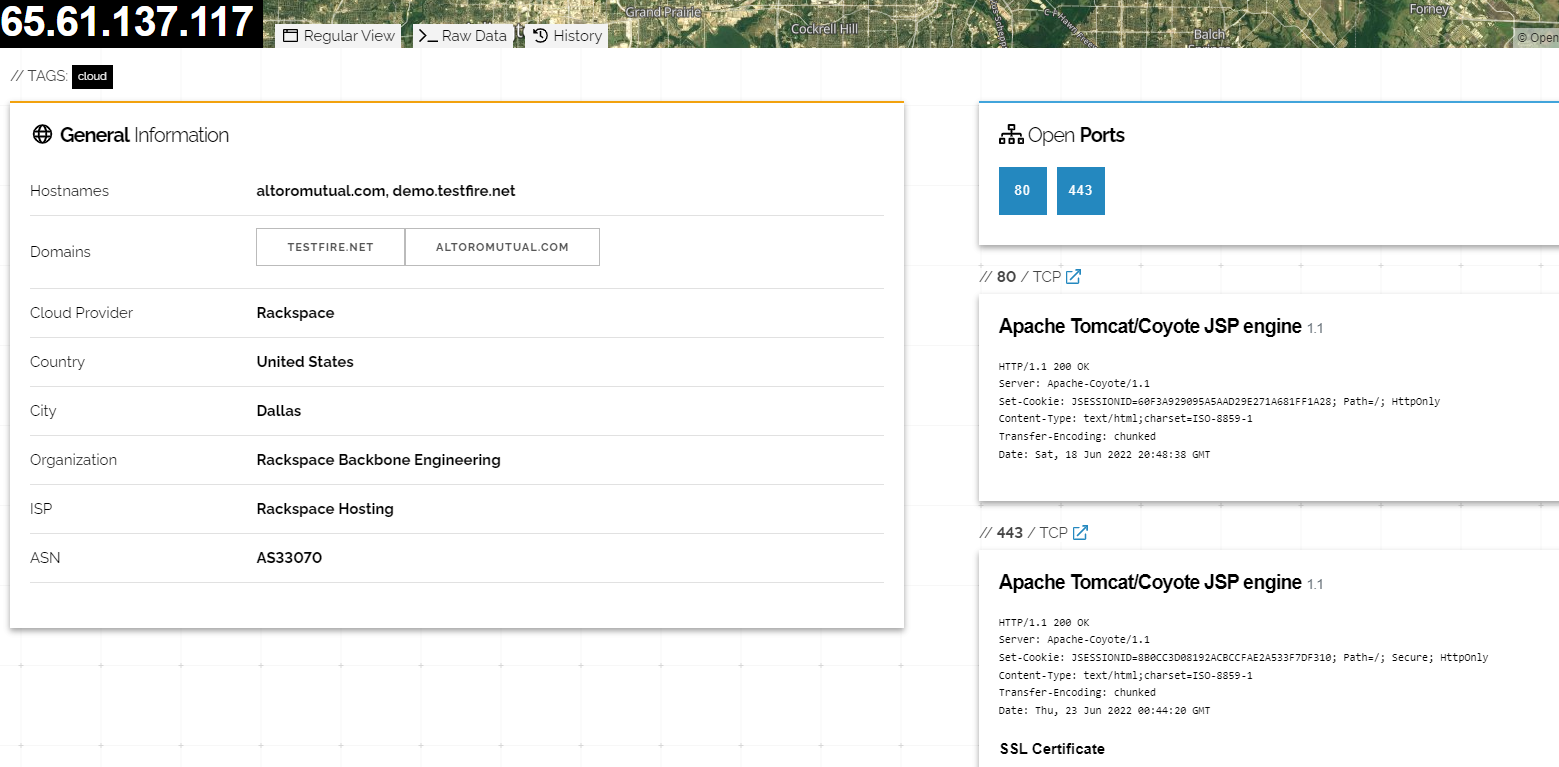 65.61.137.117
Grand Prairie
Cockrell Hill
Balch
Forney
© Open
Regular View
Raw Data
History
// TAGS: cloud
General Information
Hostnames altoromutual.com, demo.testfire.net
Domains TESTFIRE.NET ALTOROMUTUAL.COM
Cloud Provider Rackspace
Country United States
City Dallas
Organization Rackspace Backbone Engineering
ISP Rackspace Hosting
ASN AS33070
Open Ports
80 443
// 80 / TCP
Apache Tomcat/Coyote JSP engine 1.1
HTTP/1.1 200 OK
Server: Apache-Coyote/1.1
Set-Cookie: JSESSIONID=60F3A929095A5AAD29E271A681FF1A28; Path=/; HttpOnly
Content-Type: text/html;charset=ISO-8859-1
Transfer-Encoding: chunked
Date: Sat, 18 Jun 2022 20:48:38 GMT
// 443 / TCP
Apache Tomcat/Coyote JSP engine 1.1
HTTP/1.1 200 OK
Server: Apache-Coyote/1.1
Set-Cookie: JSESSIONID=8B0CC3D08192ACBCCFAE2A533F7DF310; Path=/; Secure; HttpOnly
Content-Type: text/html;charset=ISO-8859-1
Transfer-Encoding: chunked
Date: Thu, 23 Jun 2022 00:44:20 GMT
SSL Certificate